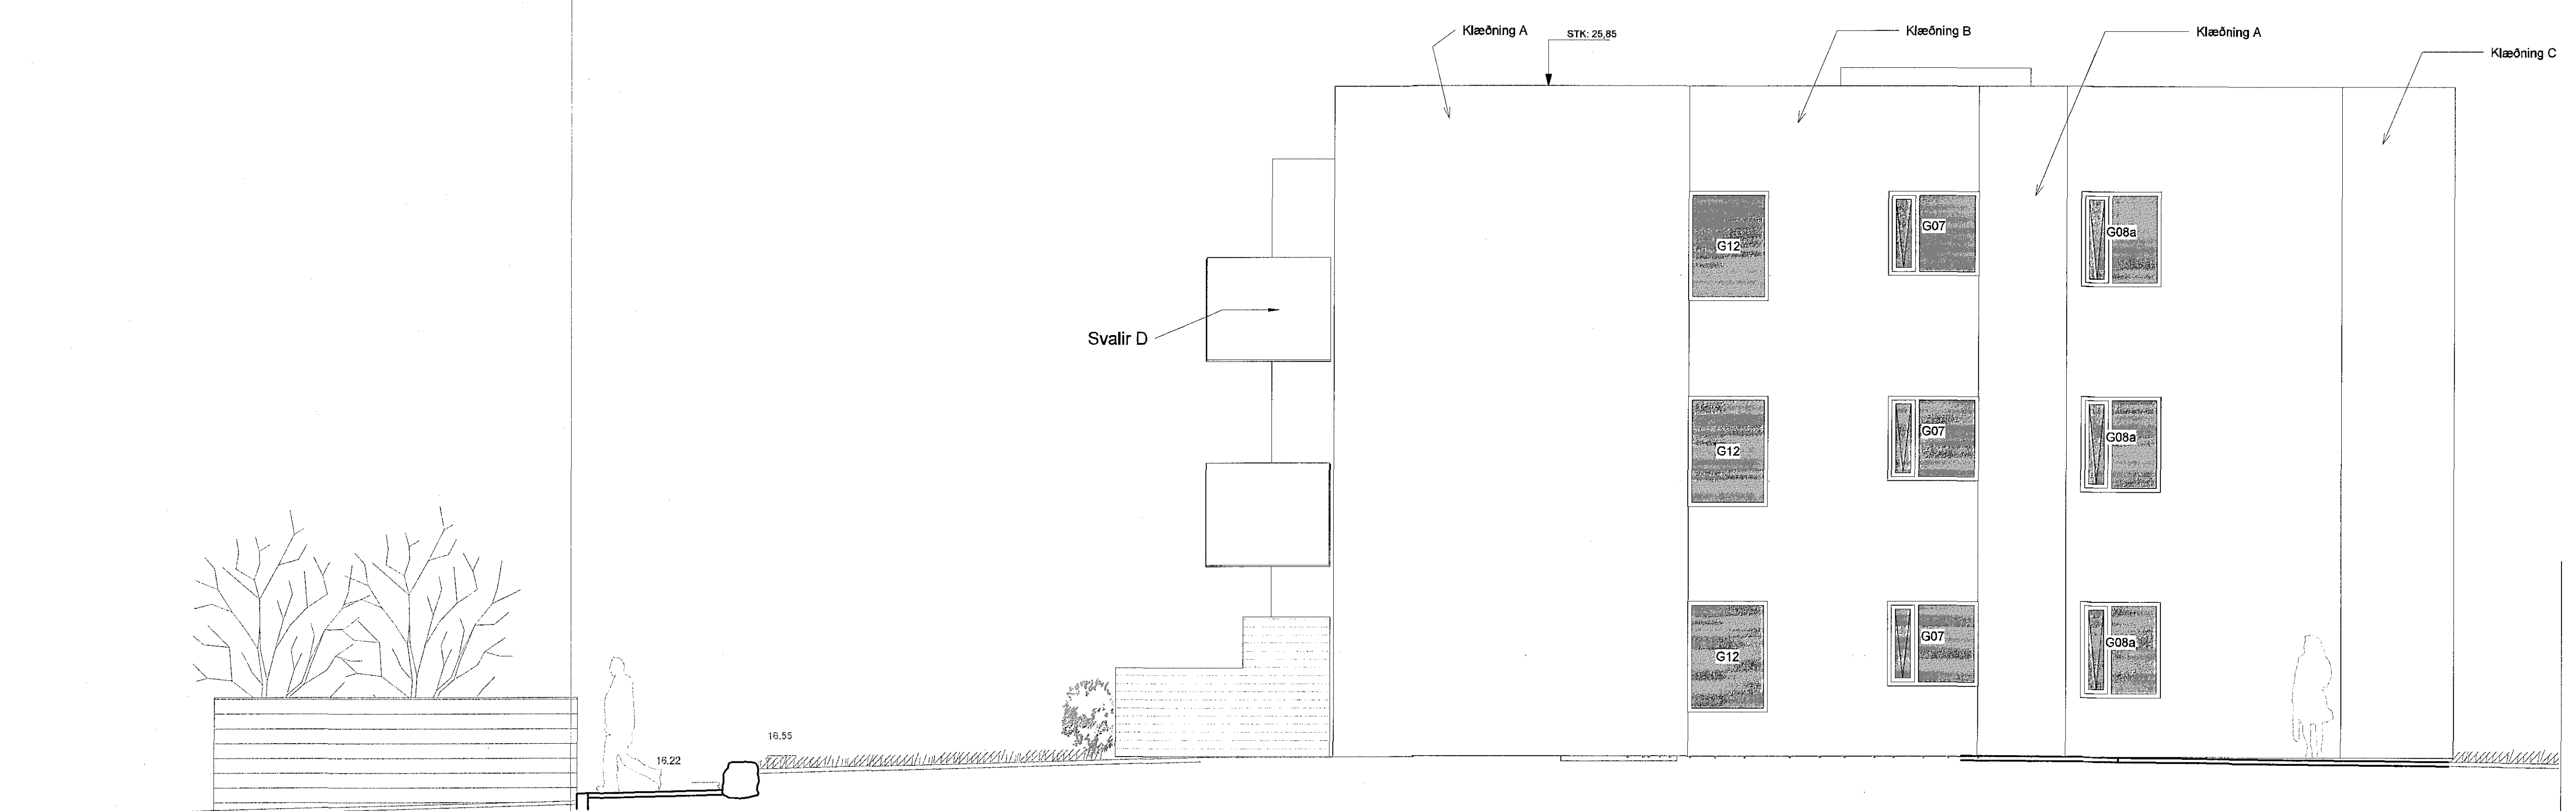 Klæðning A
STK: 25,85
Klæðning B
Klæðning A
Klæðning C
G12
G07
G08a
Svalir D
G12
G07
G08a
G12
G07
G08a
16,55
16.22